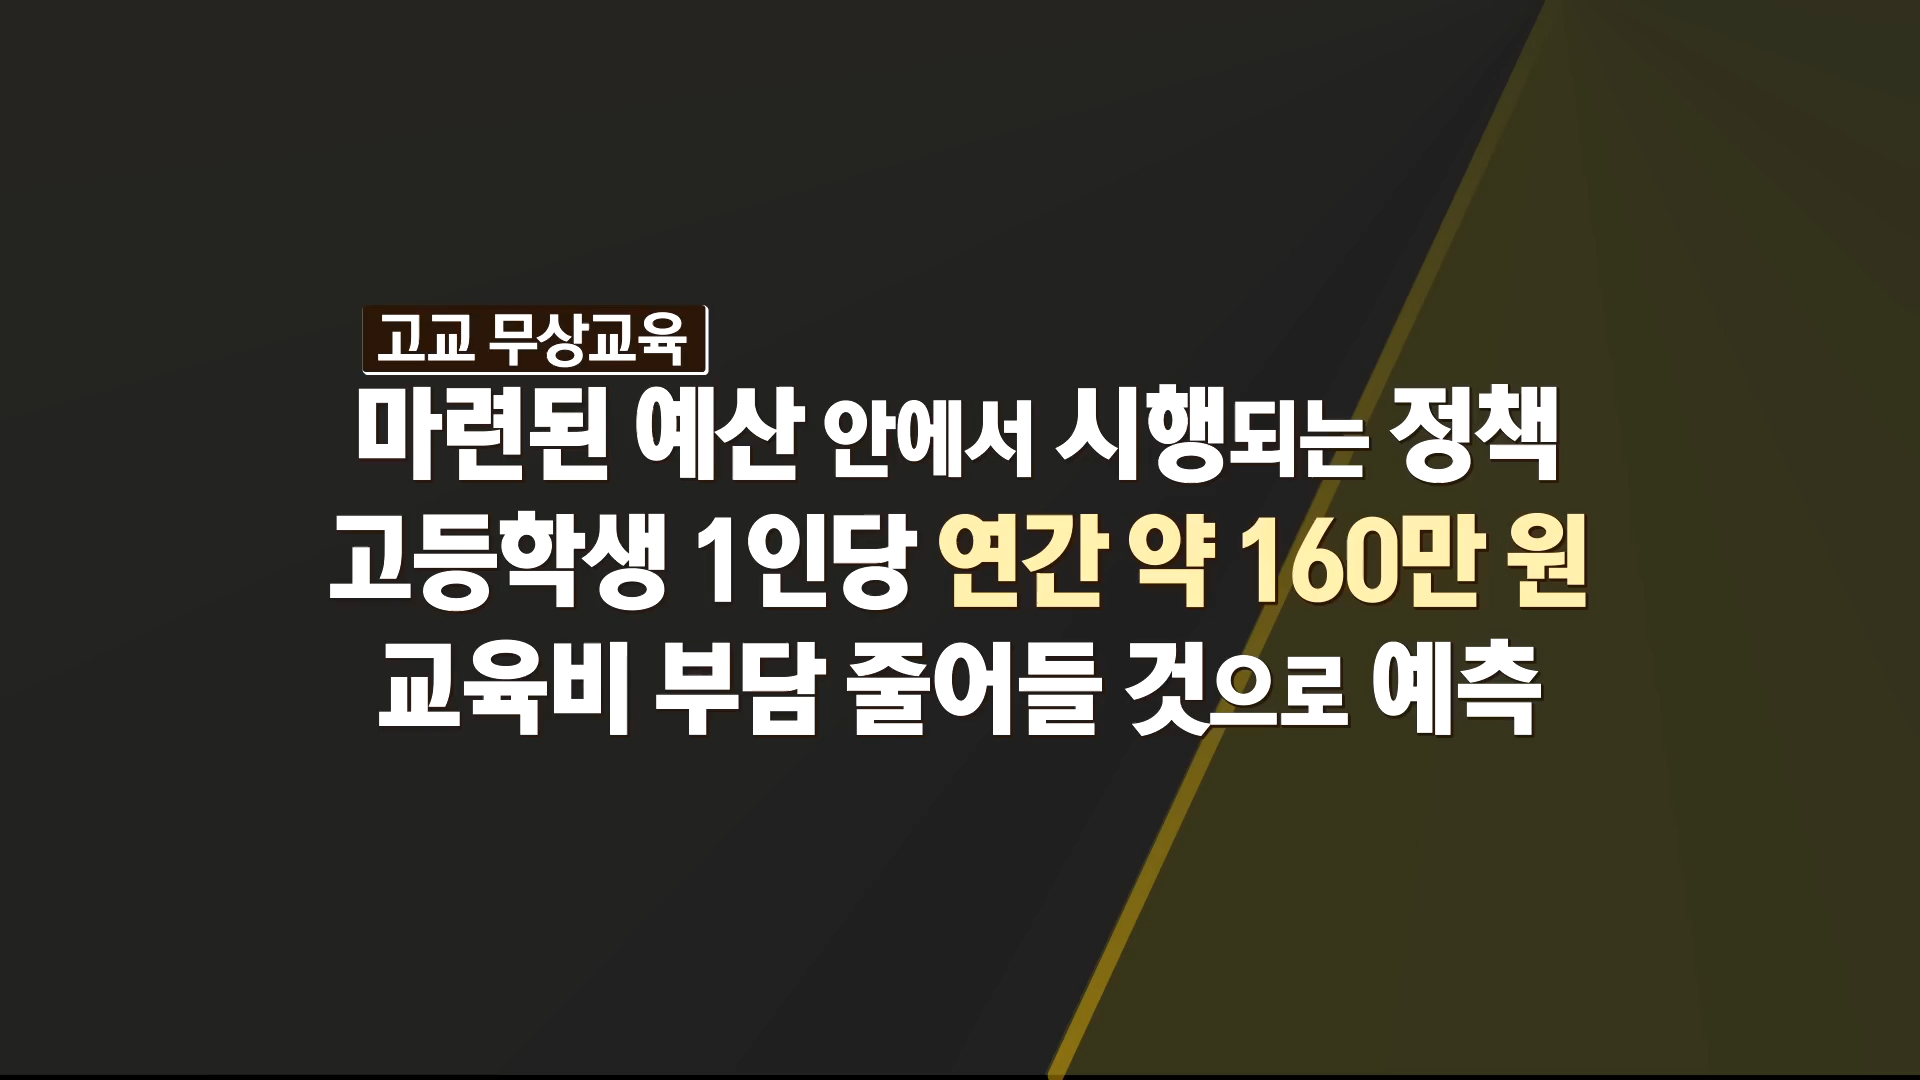 고교 무상교육
마련된 예산 안에서 시행되는 정책
고등학생 1인당 연간 약 160만 원
교육비 부담 줄어들 것으로 예측